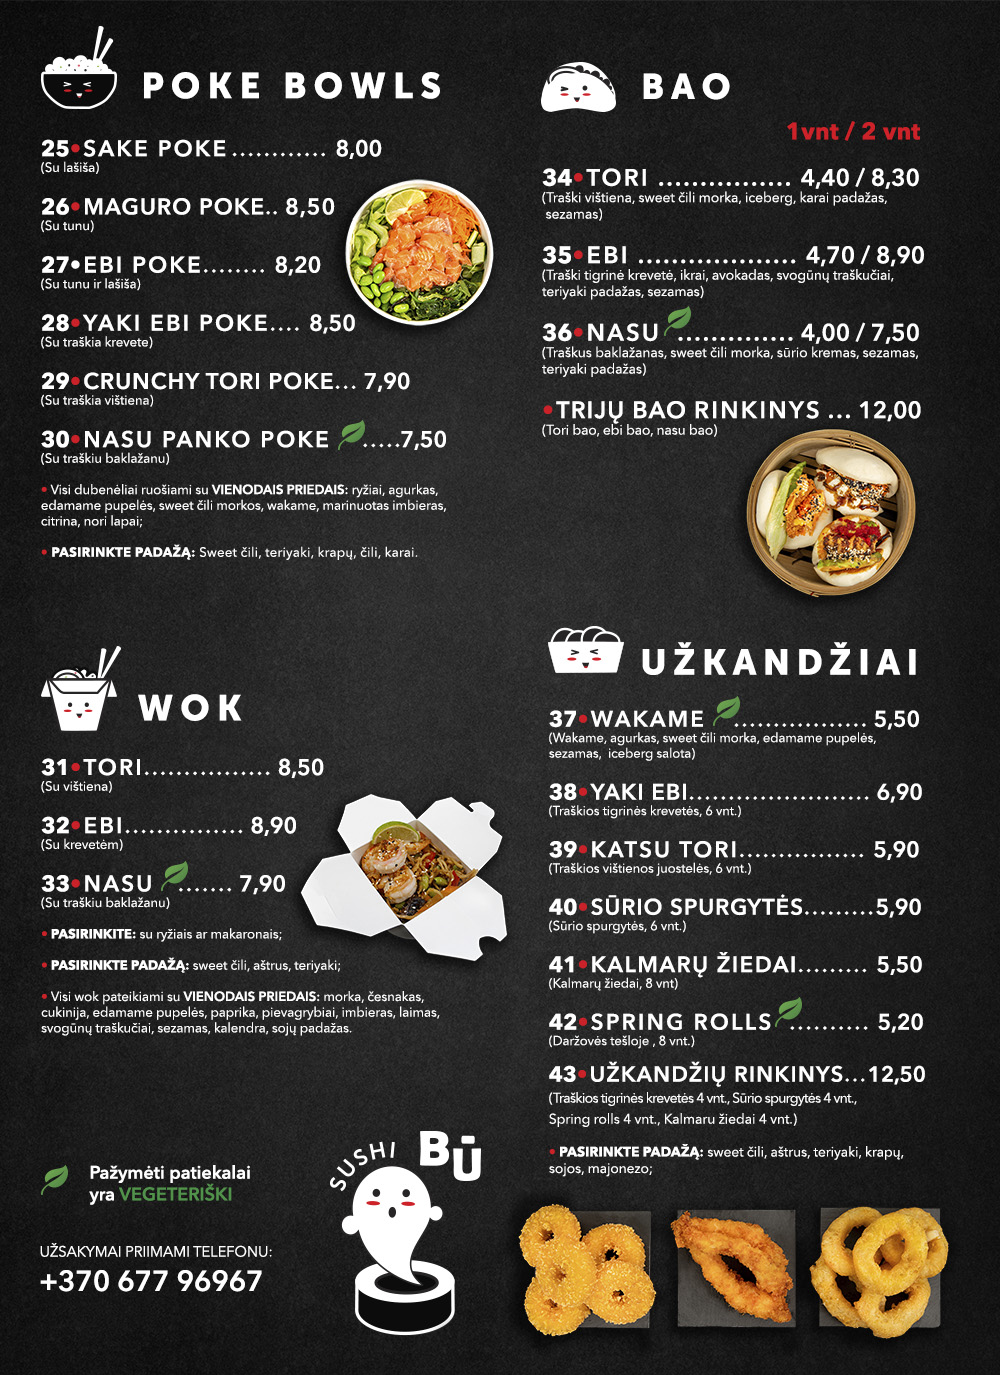 POKE BOWLS
25•SAKE POKE............ 8,00
(Su lašiša)
26•MAGURO POKE.. 8,50
(Su tunu)
27•EBI POKE........ 8,20
(Su tunu ir lašiša)
28•YAKI EBI POKE.... 8,50
(Su traškia krevete)
29•CRUNCHY TORI POKE... 7,90
(Su traškia vištiena)
30•NASU PANKO POKE .....7,50
(Su traškiu baklažanu)
• Visi dubenėliai ruošiami su VIENODAIS PRIEDAIS: ryžiai, agurkas,
edamame pupelės, sweet čili morkos, wakame, marinuotas imbieras,
citrina, nori lapai;
• PASIRINKTE PADAŽĄ: Sweet čili, teriyaki, krapų, čili, karai.
BAO
1vnt / 2 vnt
34•TORI ................ 4,40 / 8,30
(Traški vištiena, sweet čili morka, iceberg, karai padažas,
sezamas)
35•EBI ................... 4,70 / 8,90
(Traški tigrinė krevetė, ikrai, avokadas, svogūnų traškučiai,
teriyaki padažas, sezamas)
36•NASU .............. 4,00 / 7,50
(Traškus baklažanas, sweet čili morka, sūrio kremas, sezamas,
teriyaki padažas)
•TRIJŲ BAO RINKINYS ... 12,00
(Tori bao, ebi bao, nasu bao)
WOK
31•TORI................ 8,50
(Su vištiena)
32•EBI............... 8,90
(Su krevetėm)
33•NASU ....... 7,90
(Su traškiu baklažanu)
• PASIRINKITE: su ryžiais ar makaronais;
• PASIRINKTE PADAŽĄ: sweet čili, aštrus, teriyaki;
• Visi wok pateikiami su VIENODAIS PRIEDAIS: morka, česnakas,
cukinija, edamame pupelės, paprika, pievagrybiai, imbieras, laimas,
svogūnų traškučiai, sezamas, kalendra, sojų padažas.
UŽKANDŽIAI
37•WAKAME ................ 5,50
(Wakame, agurkas, sweet čili morka, edamame pupelės,
sezamas, iceberg salota)
38•YAKI EBI...................... 6,90
(Traškios tigrinės krevetės, 6 vnt.)
39•KATSU TORI............... 5,90
(Traškios vištienos juostelės, 6 vnt.)
40•SŪRIO SPURGYTĖS.........5,90
(Sūrio spurgytės, 6 vnt.)
41•KALMARŲ ŽIEDAI......... 5,50
(Kalmarų žiedai, 8 vnt)
42•SPRING ROLLS........... 5,20
(Daržovės tešloje , 8 vnt.)
43•UŽKANDŽIŲ RINKINYS...12,50
(Traškios tigrinės krevetės 4 vnt., Sūrio spurgytės 4 vnt.,
Spring rolls 4 vnt., Kalmaru žiedai 4 vnt.)
• PASIRINKTE PADAŽĄ: sweet čili, aštrus, teriyaki, krapų,
sojos, majonezo;
Pažymėti patiekalai
yra VEGETERIŠKI
UŽSAKYMAI PRIIMAMI TELEFONU:
+370 677 96967
SUSHI BŪ